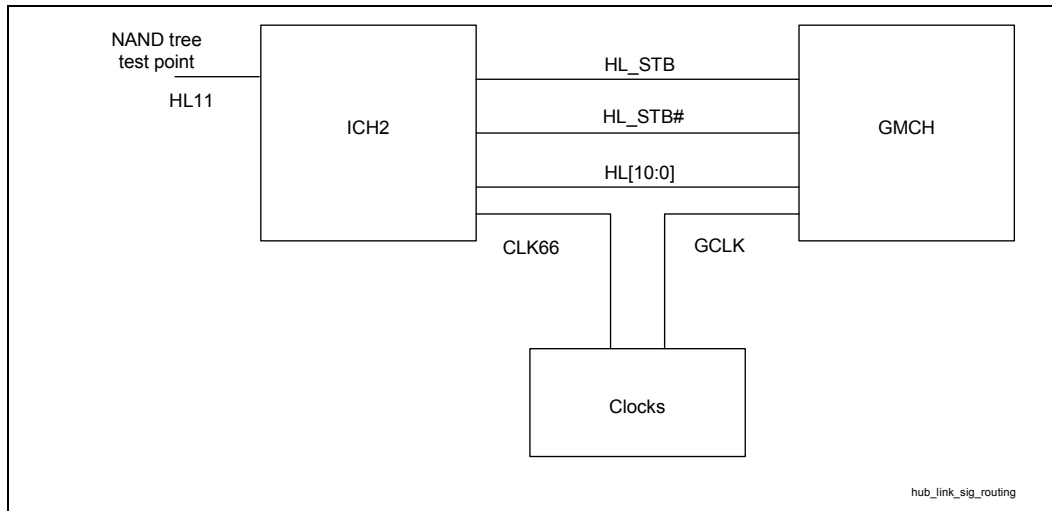 NAND tree
test point
HL11
ICH2
HL_STB
HL_STB#
HL[10:0]
CLK66
GCLK
GMCH
Clocks
hub_link_sig_routing